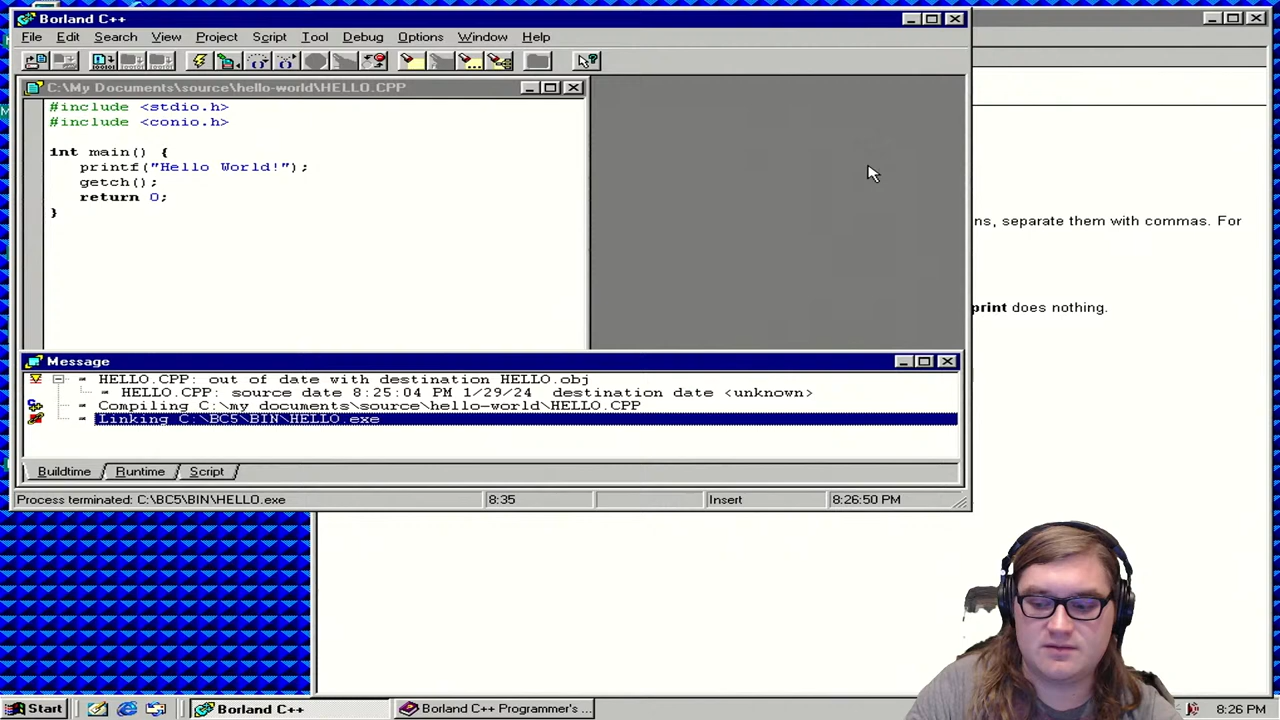 Borland C++
File Edit Search View Project Script Tool Debug Options Window Help
C:\My Documents\source\hello-world\HELLO.CPP
#include <stdio.h>
#include <conio.h>
int main() {
printf("Hello World!");
getch();
return 0;
}
ns, separate them with commas. For
print does nothing.
Message
HELLO.CPP: out of date with destination HELLO.obj
HELLO.CPP: source date 8:25:04 PM 1/29/24 destination date <unknown>
Compiling C:\my documents\source\hello-world\HELLO.CPP
Linking C:\BC5\BIN\HELLO.exe
Buildtime Runtime Script
Process terminated: C:\BC5\BIN\HELLO.exe 8:35 Insert 8:26:50 PM
Start Borland C++ Borland C++ Programmer's ... 8:26 PM